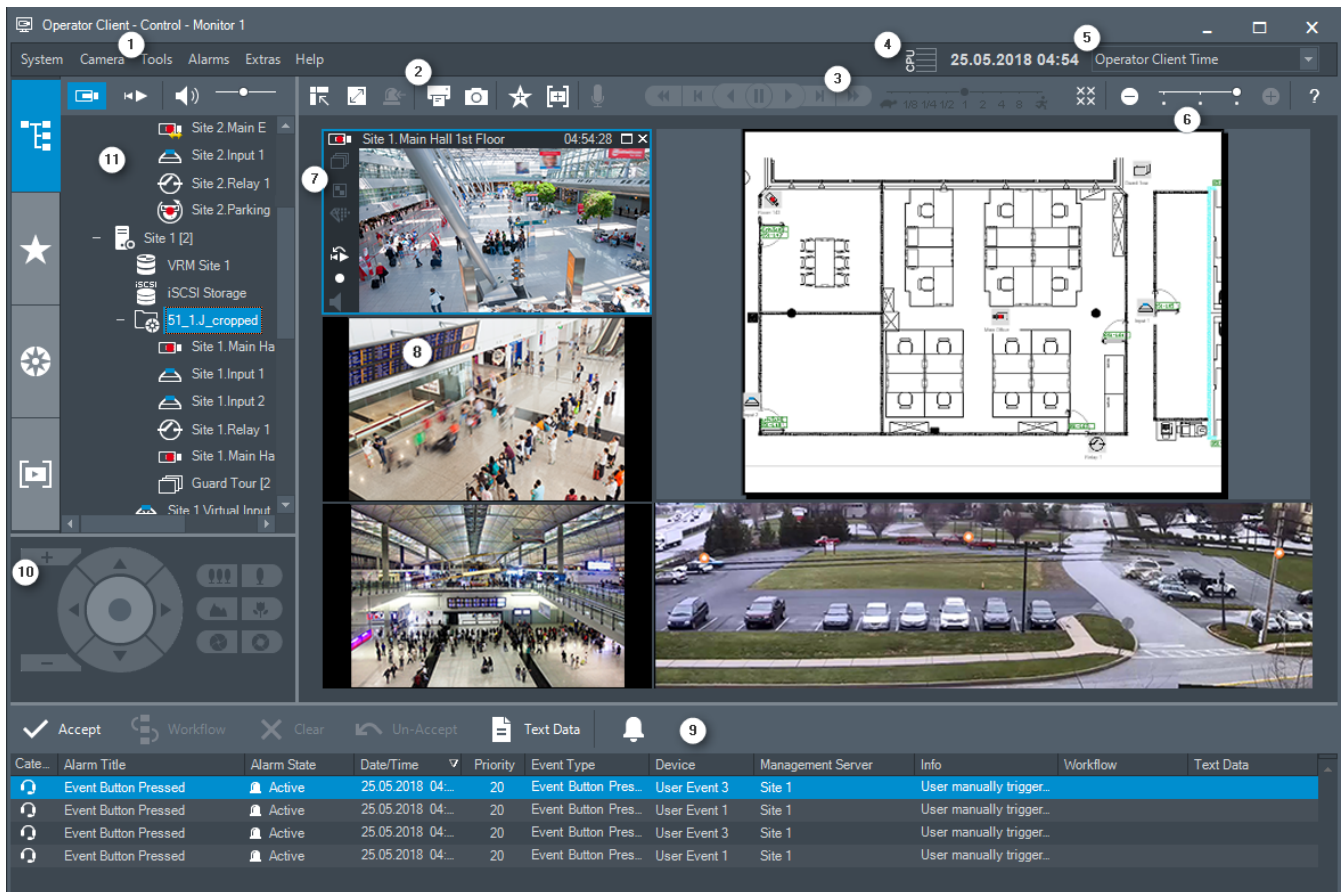 Operator Client - Control - Monitor 1
1
System Camera Tools Alarms Extras Help
4
CPU
25.05.2018 04:54
5
Operator Client Time
2
3
1/8 1/4 1/2 1 2 4 8
6
?
11
Site 2.Main E
Site 2.Input 1
Site 2.Relay 1
Site 2.Parking
Site 1 [2]
VRM Site 1
iSCSI
iSCSI Storage
51_1.J_cropped
Site 1.Main Ha
Site 1.Input 1
Site 1.Input 2
Site 1.Relay 1
Site 1.Main Ha
Guard Tour [2
Site 1 Virtual Input
7
Site 1.Main Hall 1st Floor 04:54:28
8
Guard Tour
Main Office
Input 1
Relay 1
10
Accept Workflow Clear Un-Accept Text Data
9
Cate... Alarm Title Alarm State Date/Time Priority Event Type Device Management Server Info Workflow Text Data
Event Button Pressed Active 25.05.2018 04:... 20 Event Button Pres... User Event 3 Site 1 User manually trigger...
Event Button Pressed Active 25.05.2018 04:... 20 Event Button Pres... User Event 1 Site 1 User manually trigger...
Event Button Pressed Active 25.05.2018 04:... 20 Event Button Pres... User Event 3 Site 1 User manually trigger...
Event Button Pressed Active 25.05.2018 04:... 20 Event Button Pres... User Event 1 Site 1 User manually trigger...